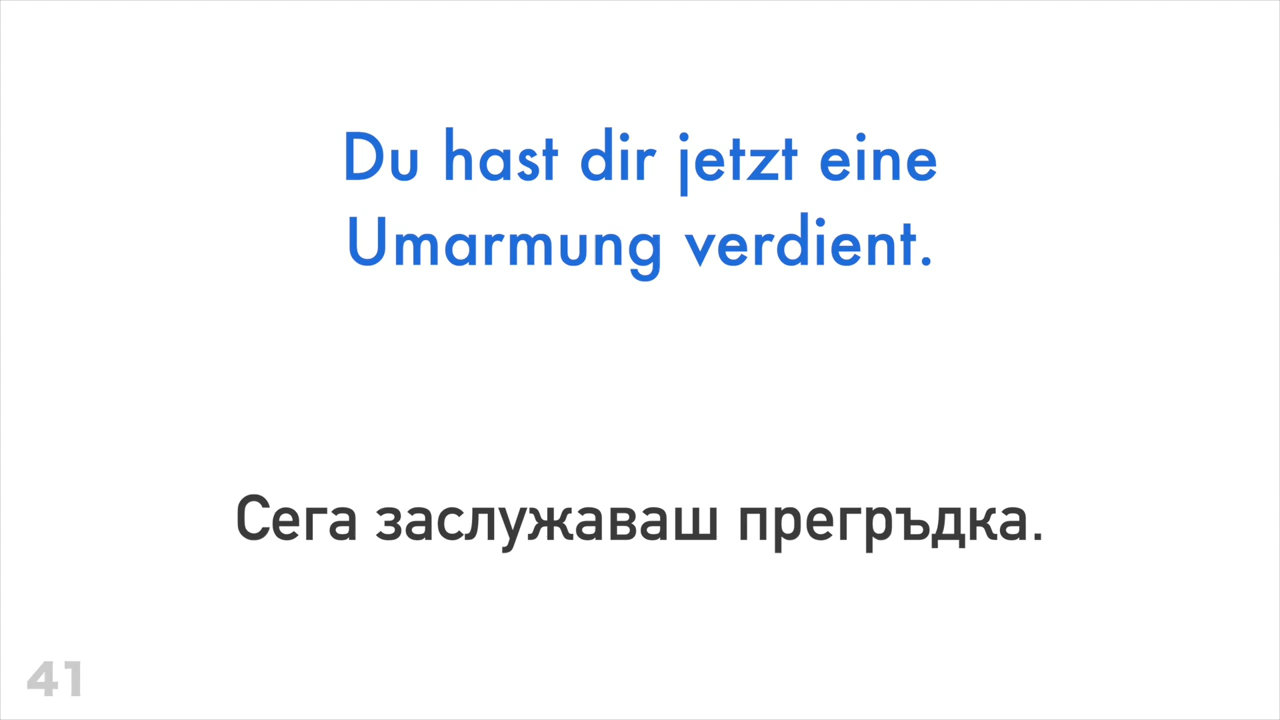 Du hast dir jetzt eine
Umarmung verdient.
Сега заслужаваш прегръдка.
41